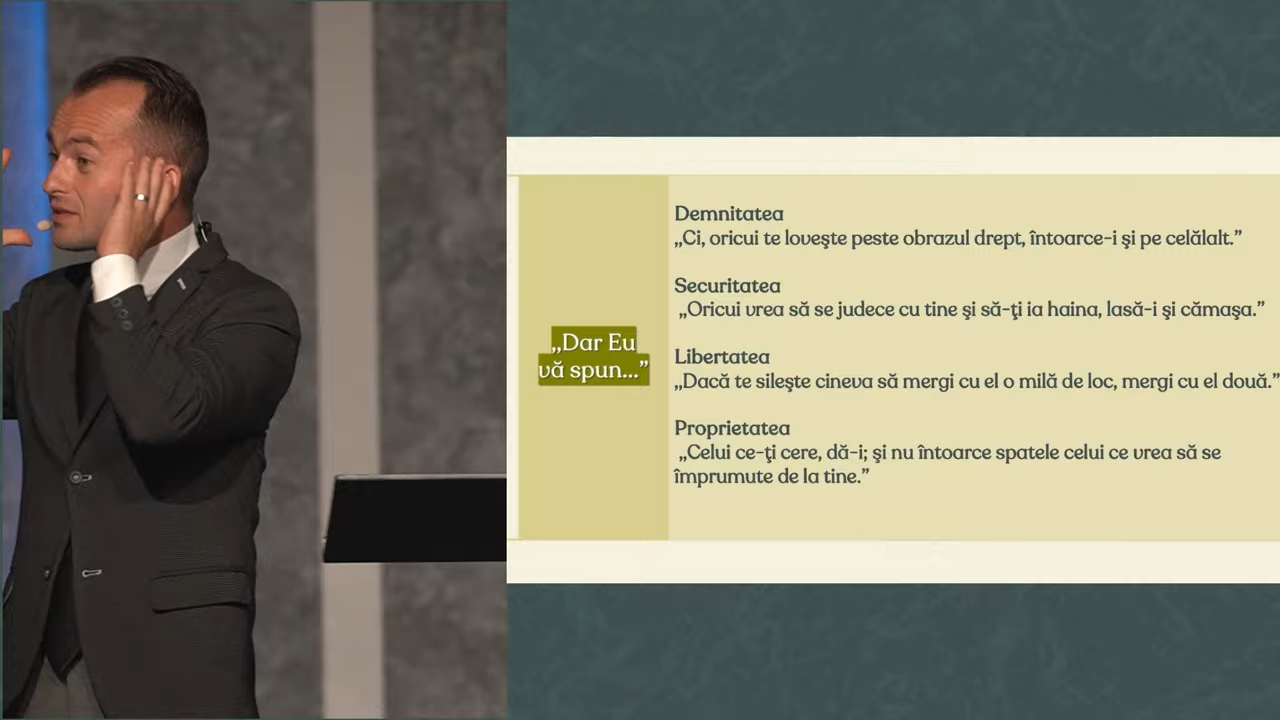 „Dar Eu
vă spun...”
Demnitatea
„Ci, oricui te loveşte peste obrazul drept, întoarce-i şi pe celălalt.”
Securitatea
„Oricui vrea să se judece cu tine şi să-ţi ia haina, lasă-i şi cămaşa.”
Libertatea
„Dacă te sileşte cineva să mergi cu el o milă de loc, mergi cu el două.”
Proprietatea
„Celui ce-ţi cere, dă-i; şi nu întoarce spatele celui ce vrea să se
împrumute de la tine.”